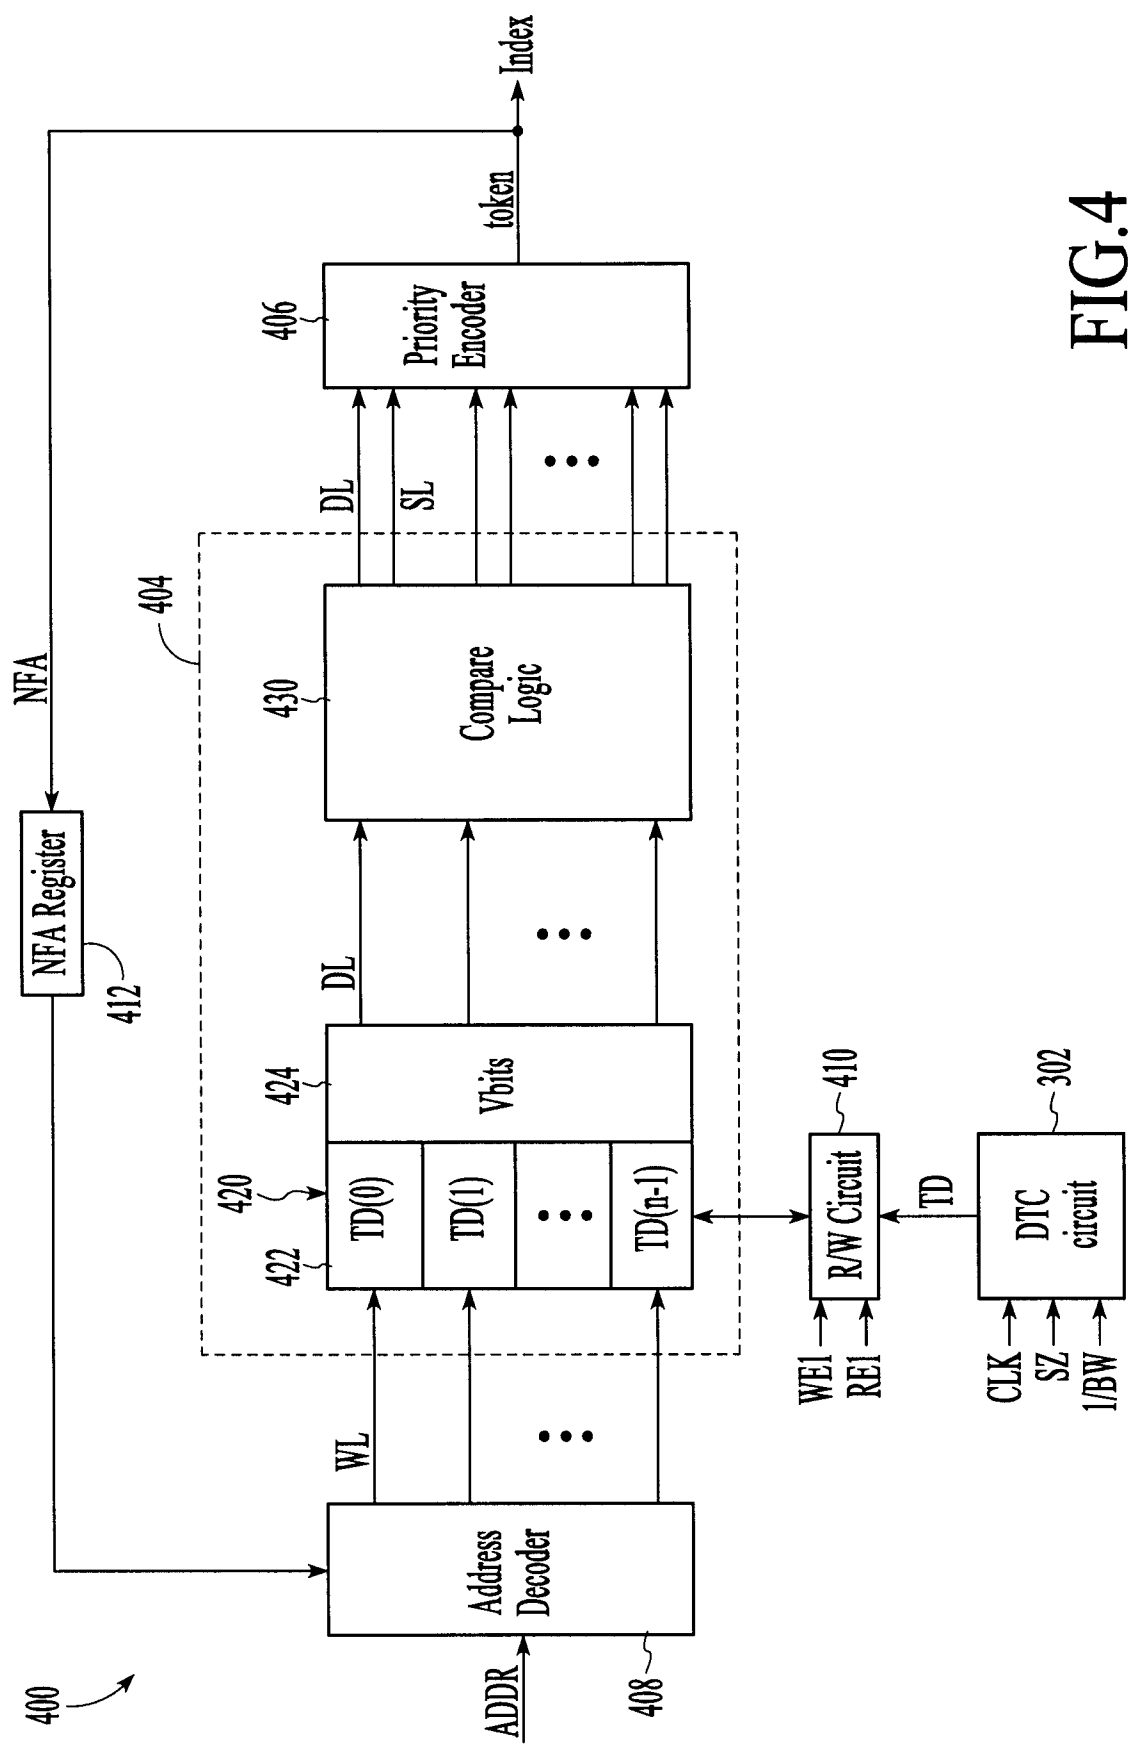 400
ADDR
408
Address
Decoder
WL
NFA Register
412
NFA
404
420
422
424
TD(0)
TD(1)
TD(n-1)
Vbits
DL
430
Compare
Logic
DL
SL
406
Priority
Encoder
token
Index
WE1
RE1
R/W Circuit
410
TD
CLK
SZ
1/BW
DTC
circuit
302
FIG.4